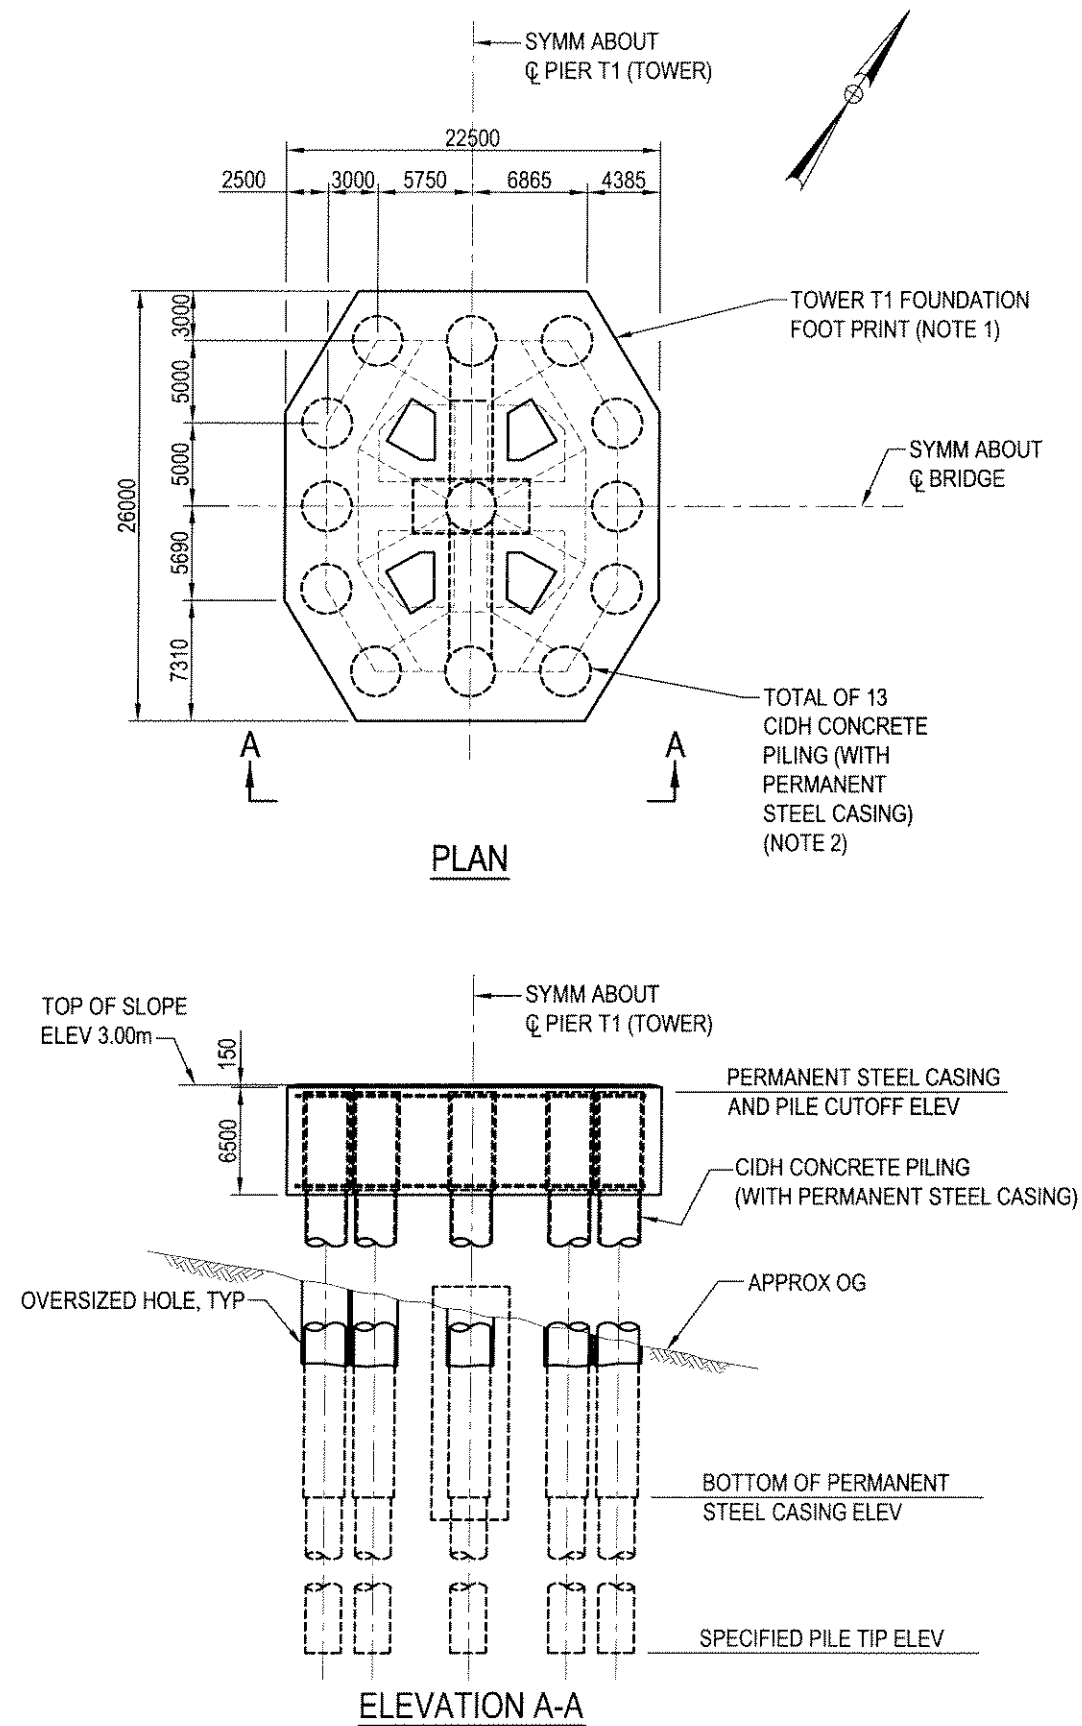 SYMM ABOUT
℄ PIER T1 (TOWER)
22500
2500
3000
5750
6865
4385
TOWER T1 FOUNDATION
FOOT PRINT (NOTE 1)
3000
5000
5000
26000
5690
7310
SYMM ABOUT
℄ BRIDGE
TOTAL OF 13
CIDH CONCRETE
PILING (WITH
PERMANENT
STEEL CASING)
(NOTE 2)
A
A
PLAN
SYMM ABOUT
℄ PIER T1 (TOWER)
TOP OF SLOPE
ELEV 3.00m
150
6500
PERMANENT STEEL CASING
AND PILE CUTOFF ELEV
CIDH CONCRETE PILING
(WITH PERMANENT STEEL CASING)
APPROX OG
OVERSIZED HOLE, TYP
BOTTOM OF PERMANENT
STEEL CASING ELEV
SPECIFIED PILE TIP ELEV
ELEVATION A-A